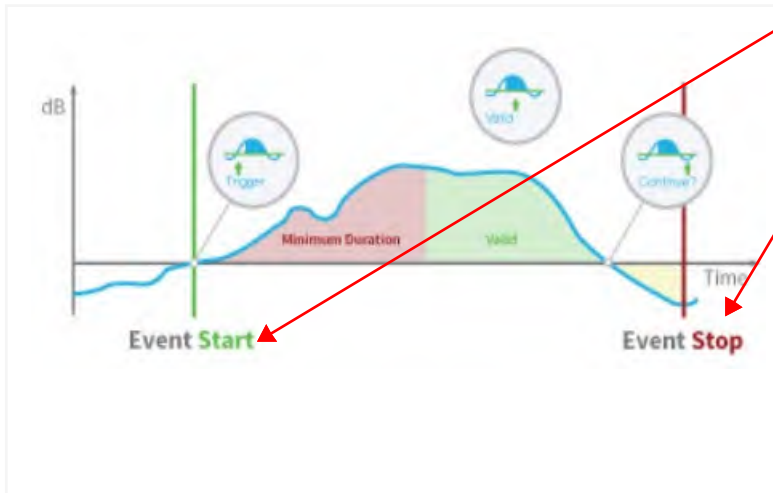 dB
Valid
Trigger
Continue?
Minimum Duration
Valid
Time
Event Start
Event Stop